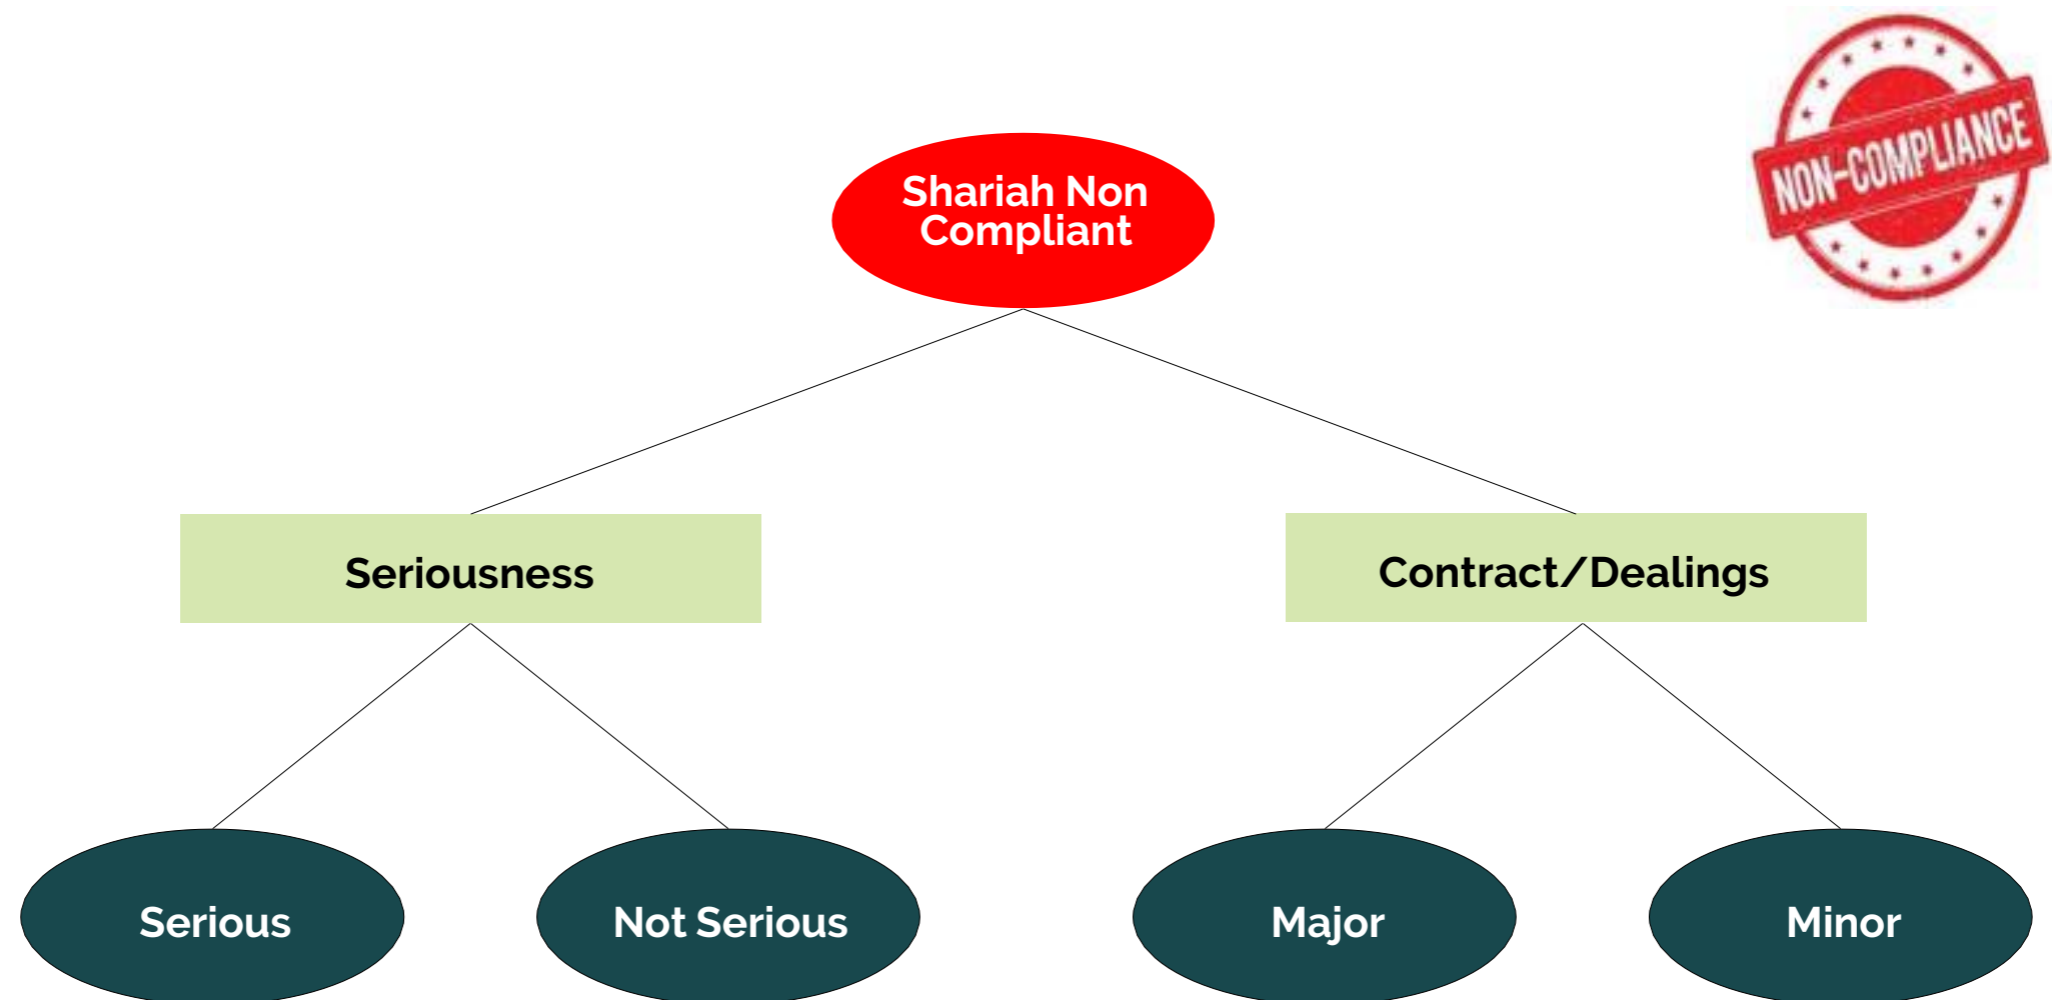 NON-COMPLIANCE
Shariah Non
Compliant
Seriousness
Contract/Dealings
Serious
Not Serious
Major
Minor